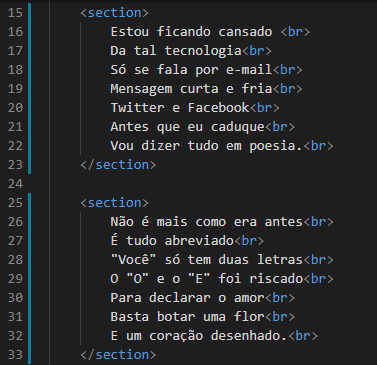 15 <section>
16 Estou ficando cansado <br>
17 Da tal tecnologia<br>
18 Só se fala por e-mail<br>
19 Mensagem curta e fria<br>
20 Twitter e Facebook<br>
21 Antes que eu caduque<br>
22 Vou dizer tudo em poesia.<br>
23 </section>
24
25 <section>
26 Não é mais como era antes<br>
27 É tudo abreviado<br>
28 "Você" só tem duas letras<br>
29 O "O" e o "E" foi riscado<br>
30 Para declarar o amor<br>
31 Basta botar uma flor<br>
32 E um coração desenhado.<br>
33 </section>